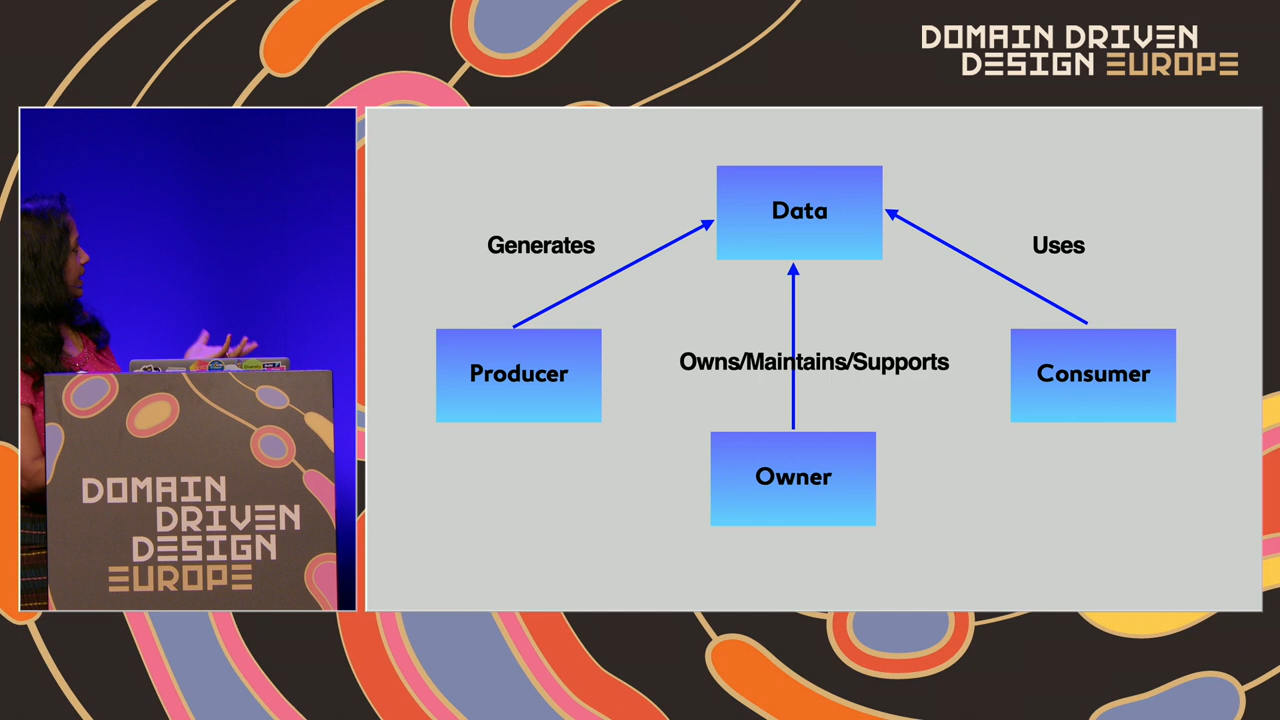 DOMAIN DRIVEN
DESIGN EUROPE
Data
Generates
Uses
Producer
Owns/Maintains/Supports
Consumer
Owner
DOMAIN
DRIVEN
DESIGN
EUROPE